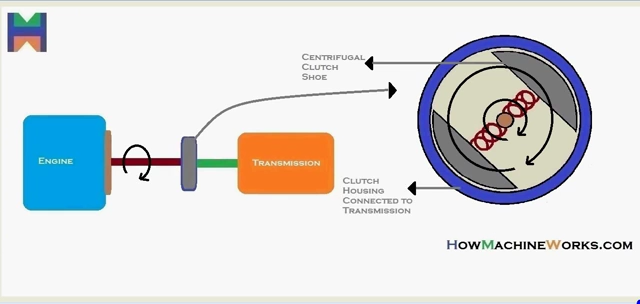 Centrifugal
Clutch
Shoe
Engine
Transmission
Clutch
Housing
Connected to
Transmission
HowMachineWorks.com